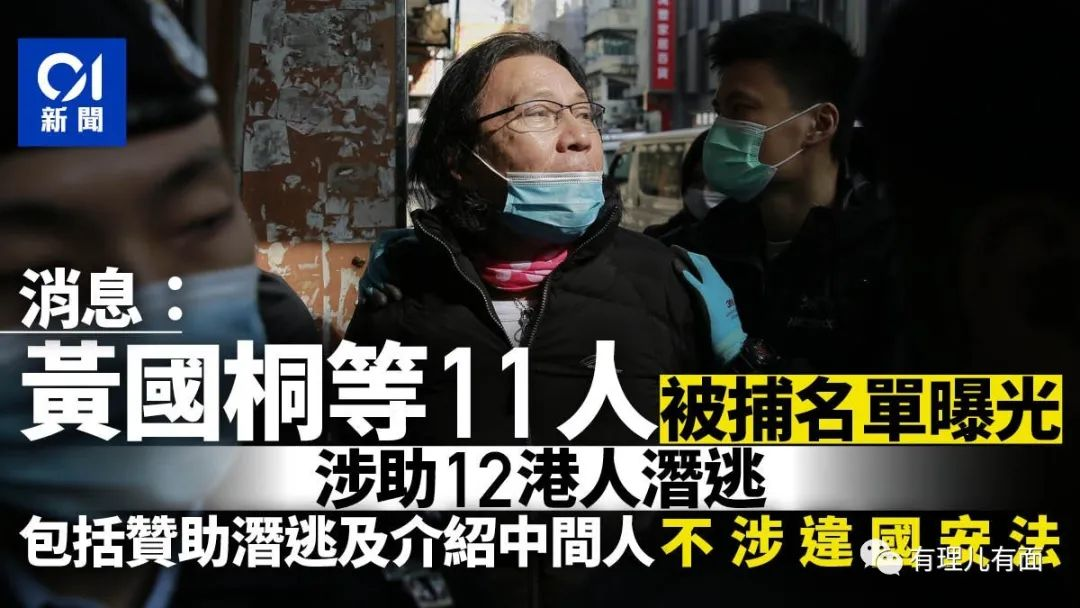 01
新聞
消息：
黃國桐等11人被捕名單曝光
涉助12港人潛逃
包括贊助潛逃及介紹中間人 不涉違國安法
有理儿有面